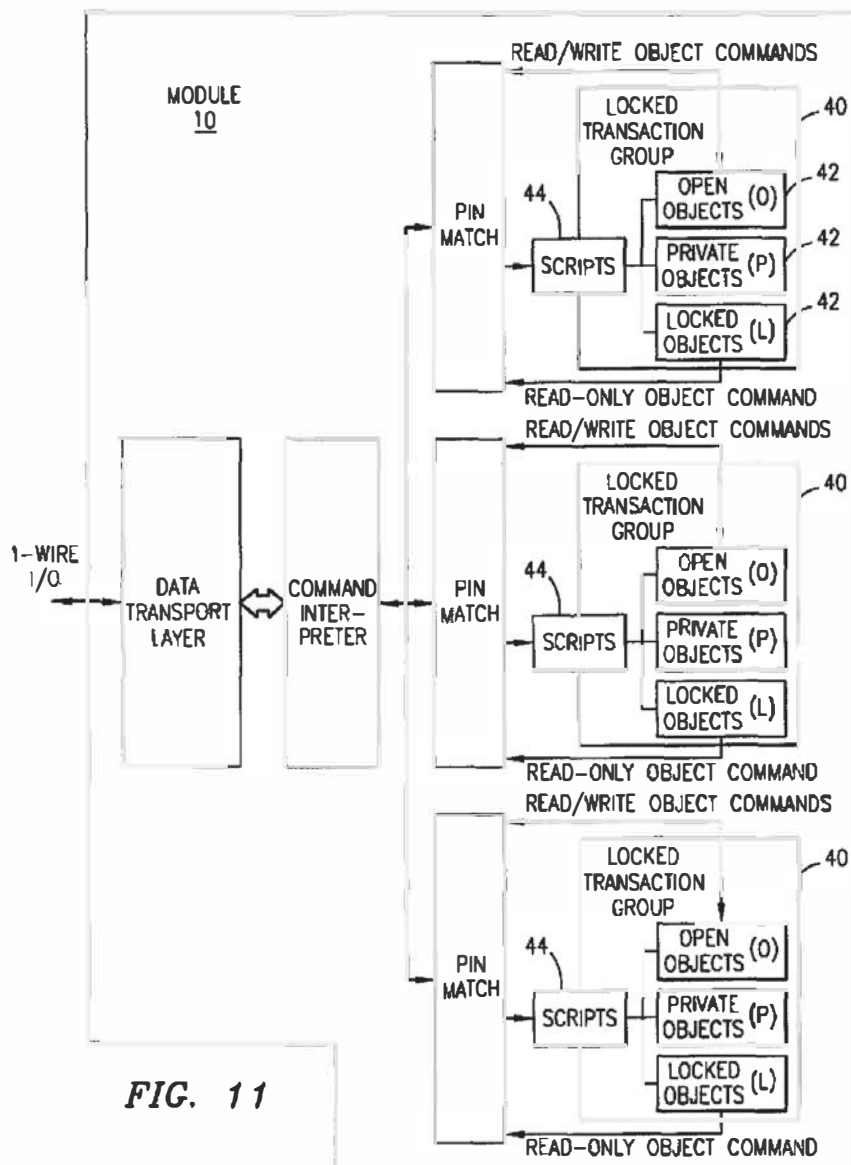 READ/WRITE OBJECT COMMANDS
MODULE
10
LOCKED
TRANSACTION
GROUP
40
PIN
MATCH
44
SCRIPTS
OPEN
OBJECTS (O)
42
PRIVATE
OBJECTS (P)
42
LOCKED
OBJECTS (L)
42
READ-ONLY OBJECT COMMAND
READ/WRITE OBJECT COMMANDS
1-WIRE
I/O
DATA
TRANSPORT
LAYER
COMMAND
INTER-
PRETER
PIN
MATCH
LOCKED
TRANSACTION
GROUP
40
44
SCRIPTS
OPEN
OBJECTS (O)
PRIVATE
OBJECTS (P)
LOCKED
OBJECTS (L)
READ-ONLY OBJECT COMMAND
READ/WRITE OBJECT COMMANDS
LOCKED
TRANSACTION
GROUP
40
PIN
MATCH
44
SCRIPTS
OPEN
OBJECTS (O)
PRIVATE
OBJECTS (P)
LOCKED
OBJECTS (L)
READ-ONLY OBJECT COMMAND
FIG. 11